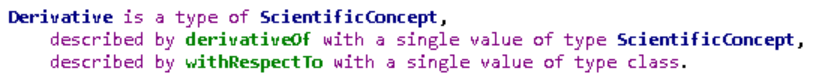 Derivative is a type of ScientificConcept,
described by derivativeOf with a single value of type ScientificConcept,
described by withRespectTo with a single value of type class.